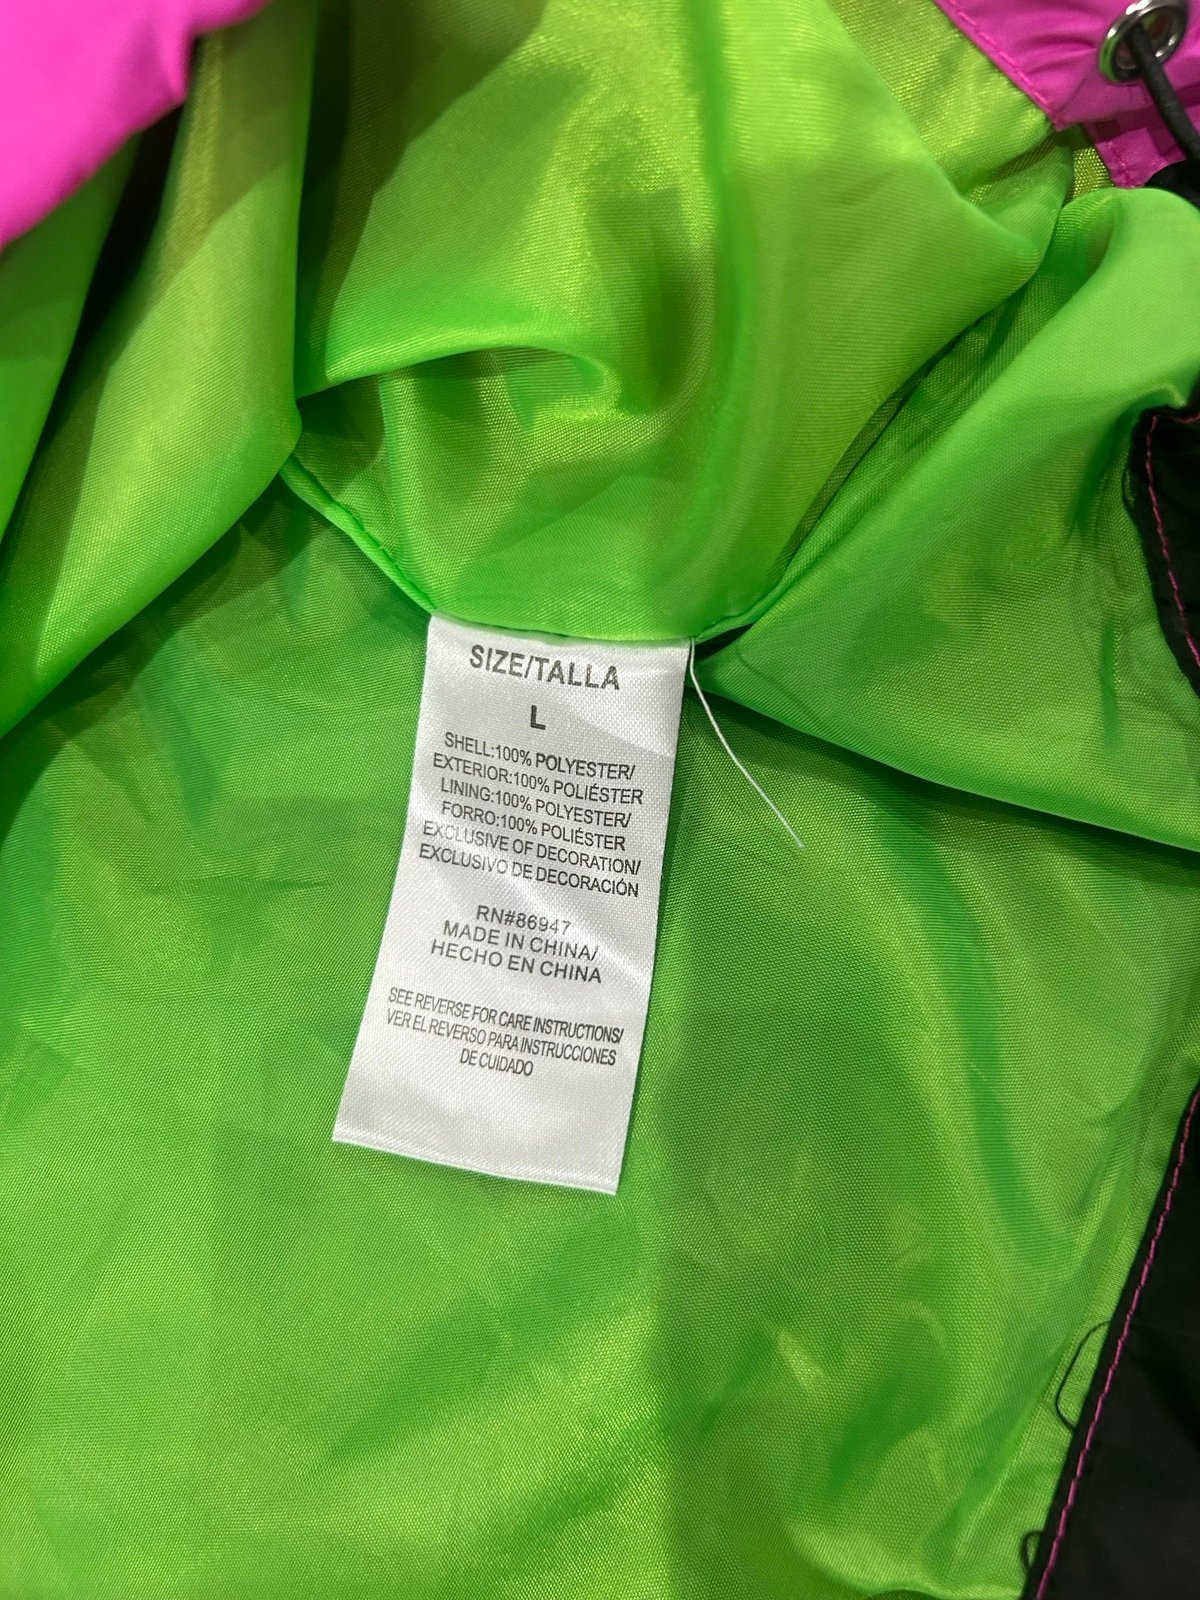 SIZE/TALLA
L
SHELL:100% POLYESTER/
EXTERIOR:100% POLIÉSTER
LINING:100% POLYESTER/
FORRO:100% POLIÉSTER
EXCLUSIVE OF DECORATION/
EXCLUSIVO DE DECORACIÓN
RN#86947
MADE IN CHINA/
HECHO EN CHINA
SEE REVERSE FOR CARE INSTRUCTIONS/
VER EL REVERSO PARA INSTRUCCIONES
DE CUIDADO